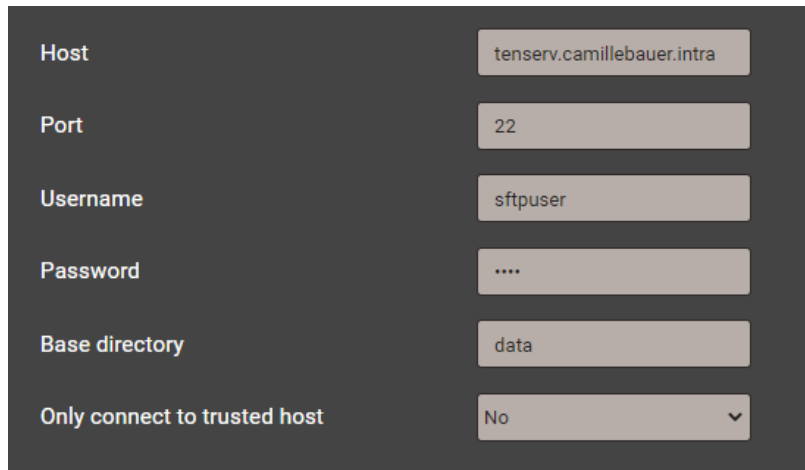 Host tenserv.camillebauer.intra
Port 22
Username sftpuser
Password ••••
Base directory data
Only connect to trusted host No